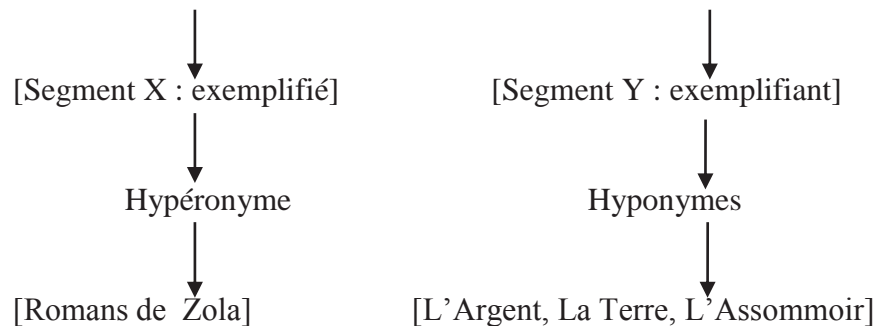 [Segment X : exemplifié] [Segment Y : exemplifiant]
Hypéronyme Hyponymes
[Romans de Zola] [L'Argent, La Terre, L'Assommoir]